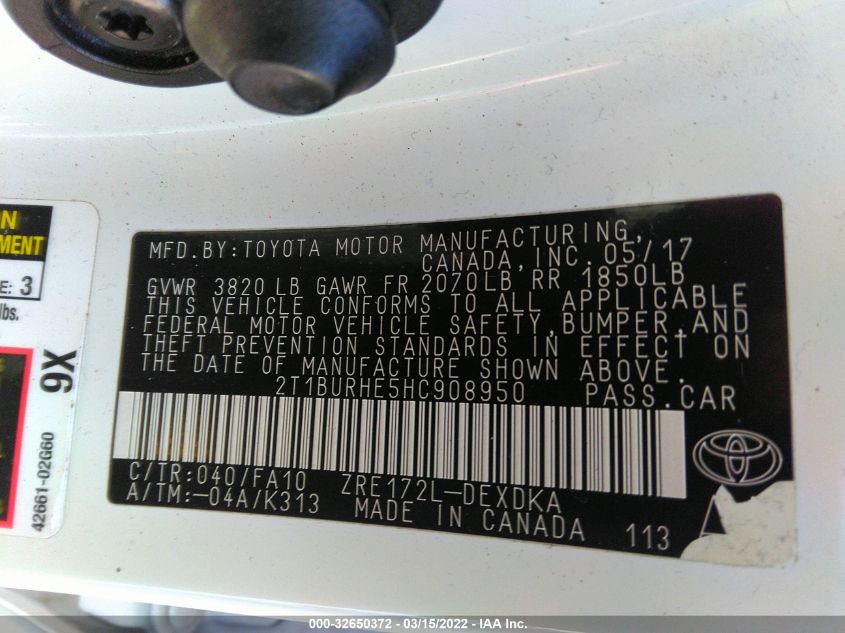 MFD.BY:TOYOTA MOTOR MANUFACTURING,
CANADA,INC. 05/17
GVWR 3820 LB GAWR FR 2070LB RR 1850LB
THIS VEHICLE CONFORMS TO ALL APPLICABLE
FEDERAL MOTOR VEHICLE SAFETY,BUMPER,AND
THEFT PREVENTION STANDARDS IN EFFECT ON
THE DATE OF MANUFACTURE SHOWN ABOVE.
2T1BURHE5HC908950 PASS.CAR
C/TR:040/FA10 ZRE172L-DEXDKA
A/TM:-04A/K313 MADE IN CANADA 113
3
lbs.
9X
42661-02G60
000-32650372 - 03/15/2022 - IAA Inc.